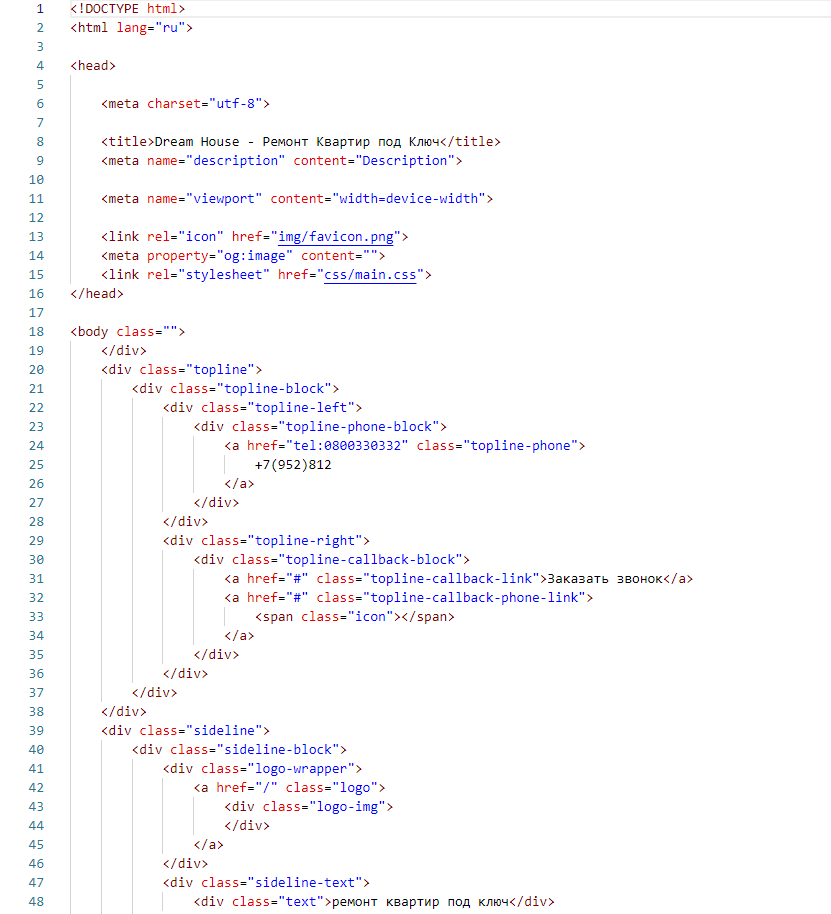 1 <!DOCTYPE html>
2 <html lang="ru">
3
4 <head>
5
6 <meta charset="utf-8">
7
8 <title>Dream House - Ремонт Квартир под Ключ</title>
9 <meta name="description" content="Description">
10
11 <meta name="viewport" content="width=device-width">
12
13 <link rel="icon" href="img/favicon.png">
14 <meta property="og:image" content="">
15 <link rel="stylesheet" href="css/main.css">
16 </head>
17
18 <body class="">
19 </div>
20 <div class="topline">
21 <div class="topline-block">
22 <div class="topline-left">
23 <div class="topline-phone-block">
24 <a href="tel:0800330332" class="topline-phone">
25 +7(952)812
26 </a>
27 </div>
28 </div>
29 <div class="topline-right">
30 <div class="topline-callback-block">
31 <a href="#" class="topline-callback-link">Заказать звонок</a>
32 <a href="#" class="topline-callback-phone-link">
33 <span class="icon"></span>
34 </a>
35 </div>
36 </div>
37 </div>
38 </div>
39 <div class="sideline">
40 <div class="sideline-block">
41 <div class="logo-wrapper">
42 <a href="/" class="logo">
43 <div class="logo-img">
44 </div>
45 </a>
46 </div>
47 <div class="sideline-text">
48 <div class="text">ремонт квартир под ключ</div>